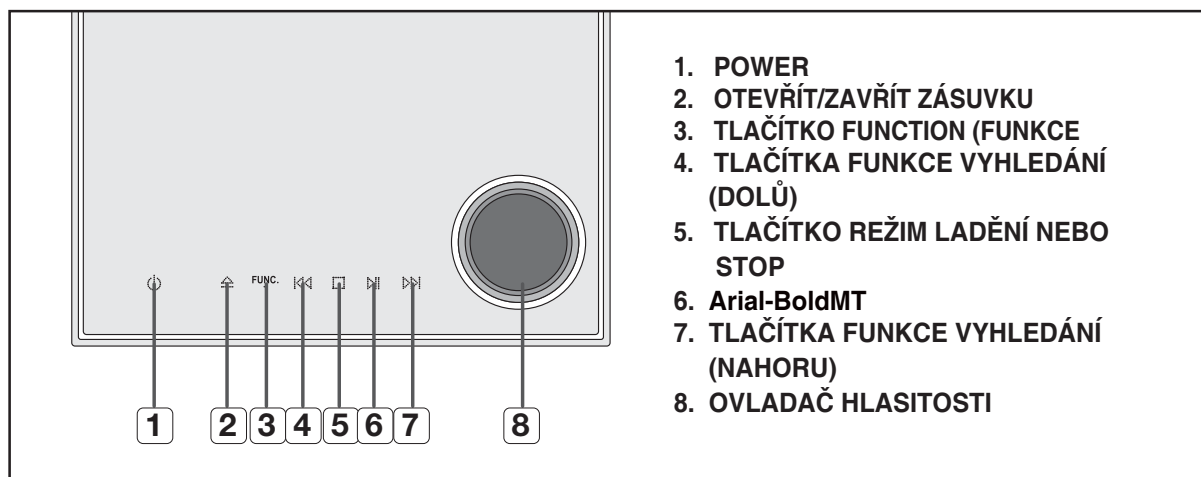 FUNC.
1 2 3 4 5 6 7 8
1. POWER
2. OTEVŘÍT/ZAVŘÍT ZÁSUVKU
3. TLAČÍTKO FUNCTION (FUNKCE
4. TLAČÍTKA FUNKCE VYHLEDÁNÍ
(DOLŮ)
5. TLAČÍTKO REŽIM LADĚNÍ NEBO
STOP
6. Arial-BoldMT
7. TLAČÍTKA FUNKCE VYHLEDÁNÍ
(NAHORU)
8. OVLADAČ HLASITOSTI